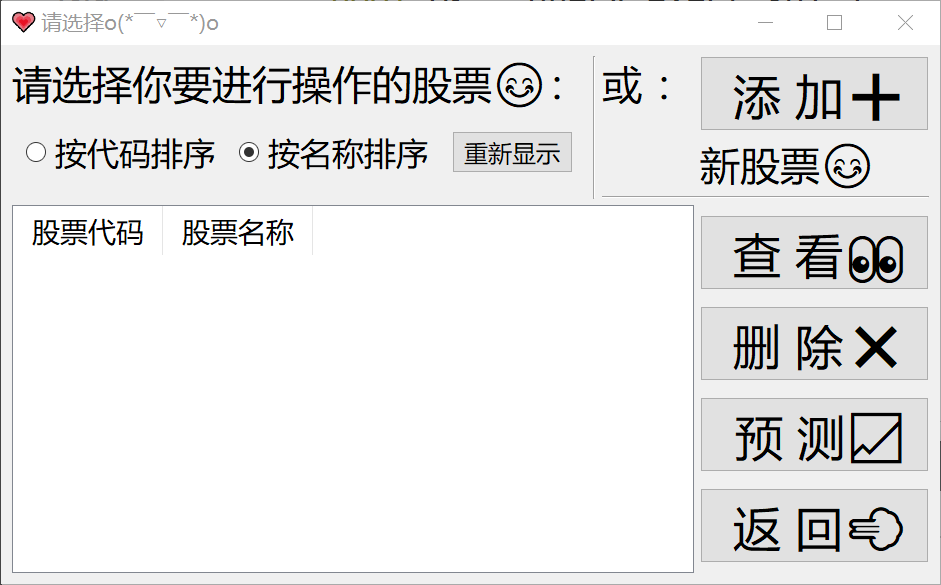 请选择o(*￣▽￣*)o
请选择你要进行操作的股票😊：
或：
添 加➕
新股票😊
按代码排序
按名称排序
重新显示
股票代码 股票名称
查 看👀
删 除✕
预 测📈
返 回👈